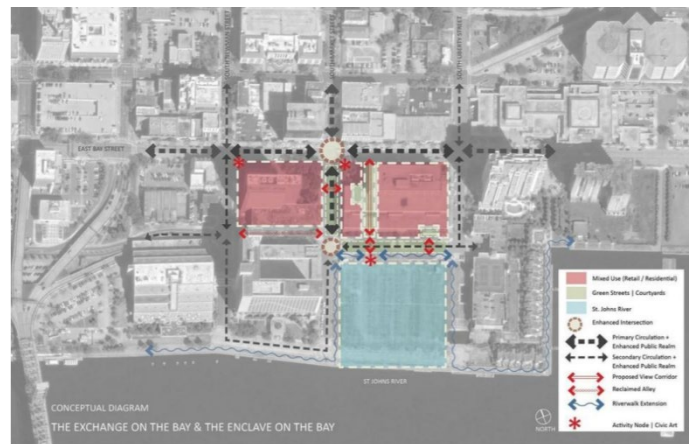 EAST BAY STREET
ST JOHNS RIVER
CONCEPTUAL DIAGRAM
THE EXCHANGE ON THE BAY & THE ENCLAVE ON THE BAY
NORTH
Mixed Use (Retail / Residential)
Green Streets | Courtyards
St. Johns River
Enhanced Intersection
Primary Circulation +
Enhanced Public Realm
Secondary Circulation +
Enhanced Public Realm
Proposed View Corridor
Reclaimed Alley
Riverwalk Extension
Activity Node | Civic Art